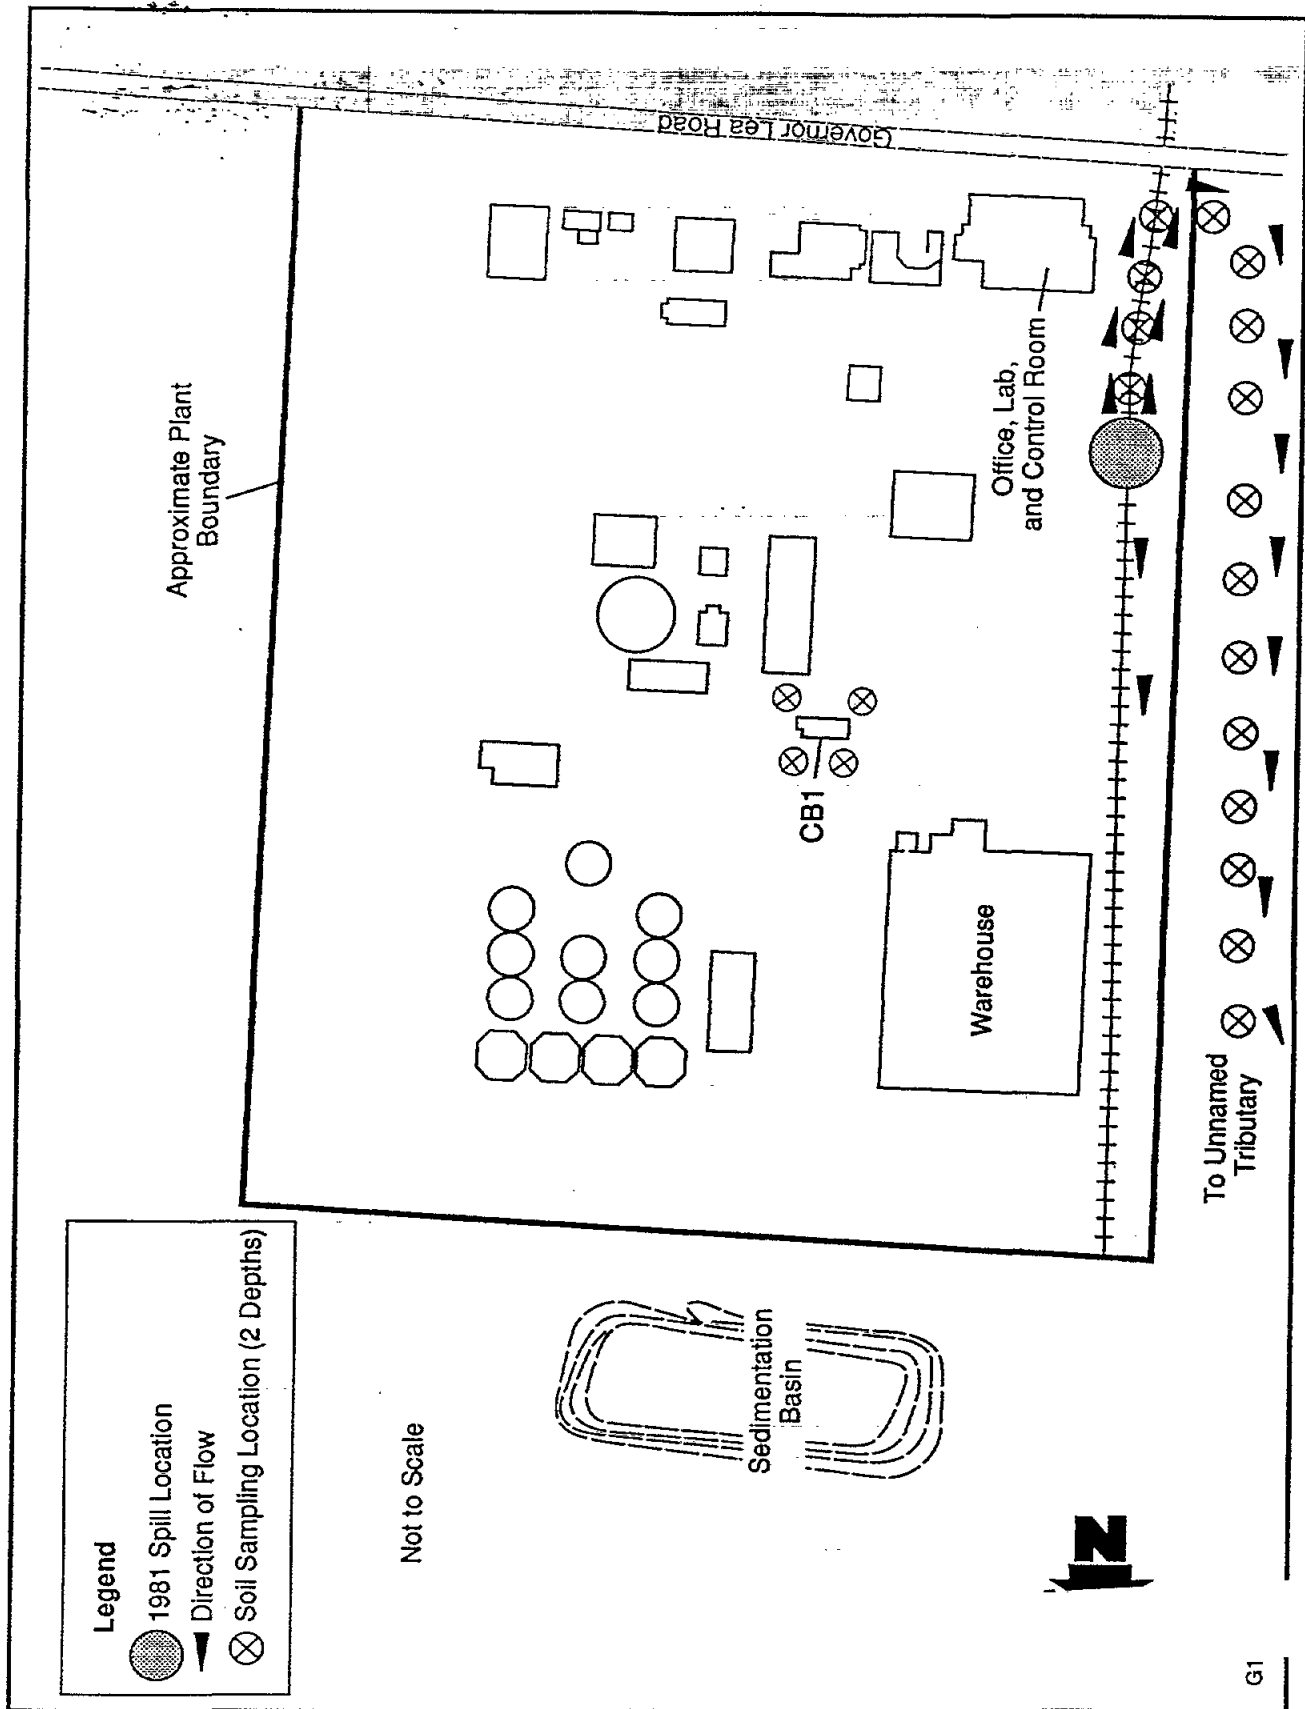 Legend
1981 Spill Location
Direction of Flow
Soil Sampling Location (2 Depths)
Not to Scale
Approximate Plant
Boundary
Governor Lea Road
Office, Lab,
and Control Room
CB1
Warehouse
Sedimentation
Basin
To Unnamed
Tributary
N
G1